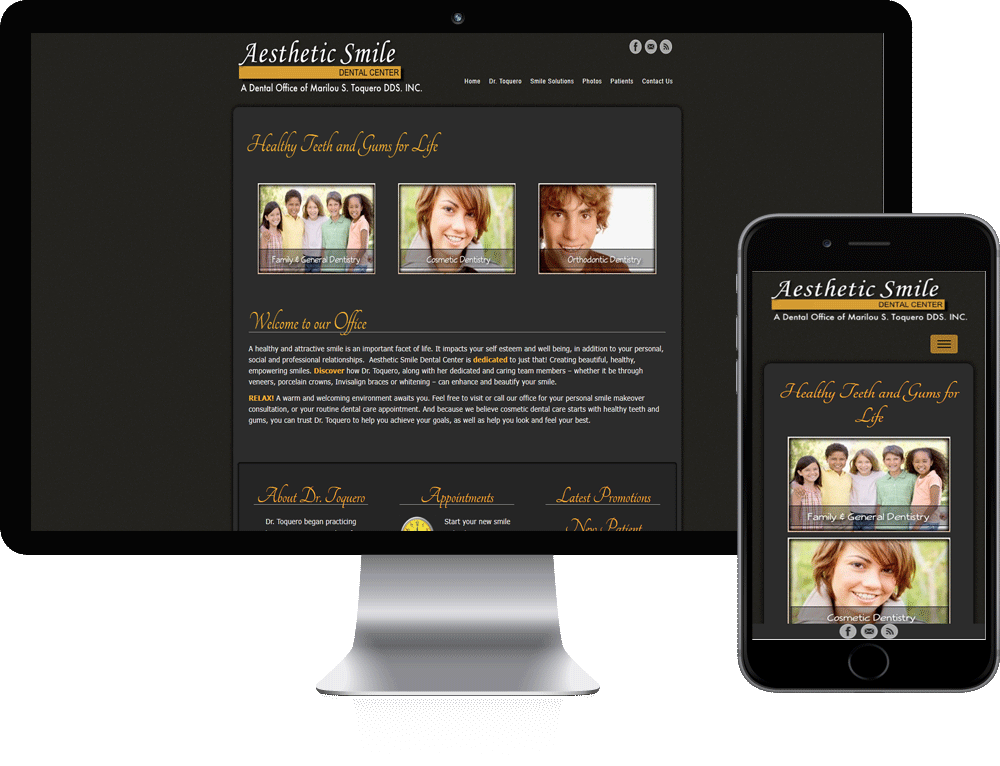 Aesthetic Smile
DENTAL CENTER
A Dental Office of Marilou S. Toquero DDS. INC.
Home Dr. Toquero Smile Solutions Photos Patients Contact Us
Healthy Teeth and Gums for Life
Family & General Dentistry
Cosmetic Dentistry
Orthodontic Dentistry
Welcome to our Office
A healthy and attractive smile is an important facet of life. It impacts your self esteem and well being, in addition to your personal,
social and professional relationships. Aesthetic Smile Dental Center is dedicated to just that! Creating beautiful, healthy,
empowering smiles. Discover how Dr. Toquero, along with her dedicated and caring team members – whether it be through
veneers, porcelain crowns, Invisalign braces or whitening – can enhance and beautify your smile.
RELAX! A warm and welcoming environment awaits you. Feel free to visit or call our office for your personal smile makeover
consultation, or your routine dental care appointment. And because we believe cosmetic dental care starts with healthy teeth and
gums, you can trust Dr. Toquero to help you achieve your goals, as well as help you look and feel your best.
About Dr. Toquero
Dr. Toquero began practicing
Appointments
Start your new smile
Latest Promotions
New Patient
Aesthetic Smile
DENTAL CENTER
A Dental Office of Marilou S. Toquero DDS. INC.
Healthy Teeth and Gums for
Life
Family & General Dentistry
Cosmetic Dentistry